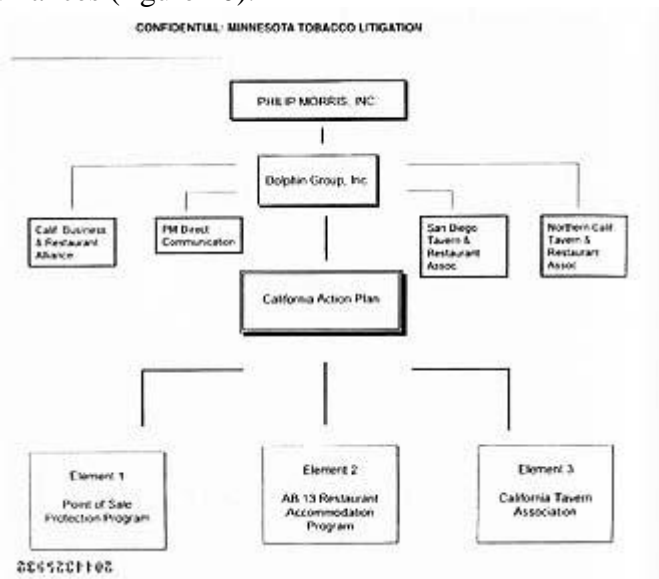 (Figure
CONFIDENTIAL: MINNESOTA TOBACCO LITIGATION
PHILIP MORRIS, INC.
Dolphin Group, Inc
Calif. Business
& Restaurant
Alliance
PM Direct
Communication
San Diego
Tavern &
Restaurant
Assoc.
Northern Calif.
Tavern &
Restaurant
Assoc.
California Action Plan
Element 1
Point of Sale
Protection Program
Element 2
AB 13 Restaurant
Accommodation
Program
Element 3
California Tavern
Association
2044325932